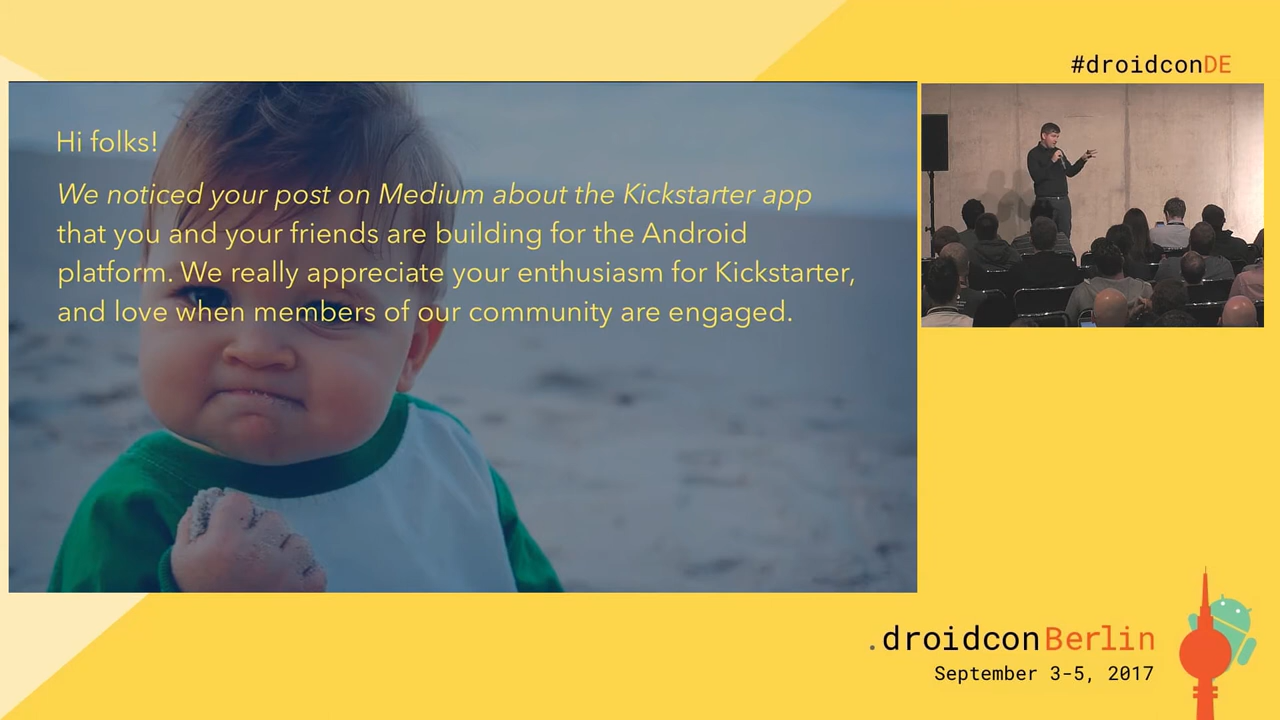 #droidconDE
Hi folks!
We noticed your post on Medium about the Kickstarter app
that you and your friends are building for the Android
platform. We really appreciate your enthusiasm for Kickstarter,
and love when members of our community are engaged.
.droidconBerlin
September 3-5, 2017